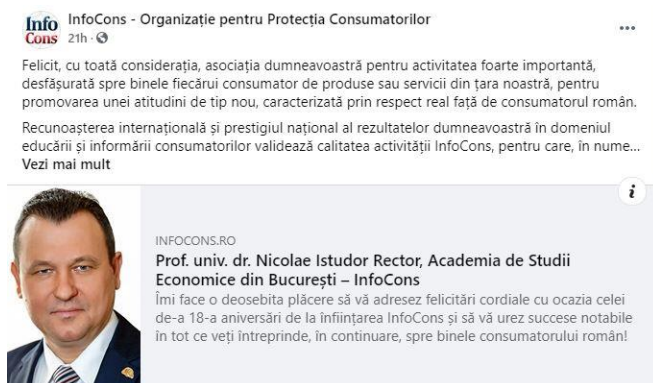 Info
Cons
InfoCons - Organizație pentru Protecția Consumatorilor
21h ·
Felicit, cu toată considerația, asociația dumneavoastră pentru activitatea foarte importantă,
desfășurată spre binele fiecărui consumator de produse sau servicii din țara noastră, pentru
promovarea unei atitudini de tip nou, caracterizată prin respect real față de consumatorul român.
Recunoașterea internațională și prestigiul național al rezultatelor dumneavoastră în domeniul
educării și informării consumatorilor validează calitatea activității InfoCons, pentru care, în nume...
Vezi mai mult
i
INFOCONS.RO
Prof. univ. dr. Nicolae Istudor Rector, Academia de Studii
Economice din București – InfoCons
Îmi face o deosebita plăcere să vă adresez felicitări cordiale cu ocazia celei
de-a 18-a aniversări de la înființarea InfoCons și să vă urez succese notabile
în tot ce veți întreprinde, în continuare, spre binele consumatorului român!